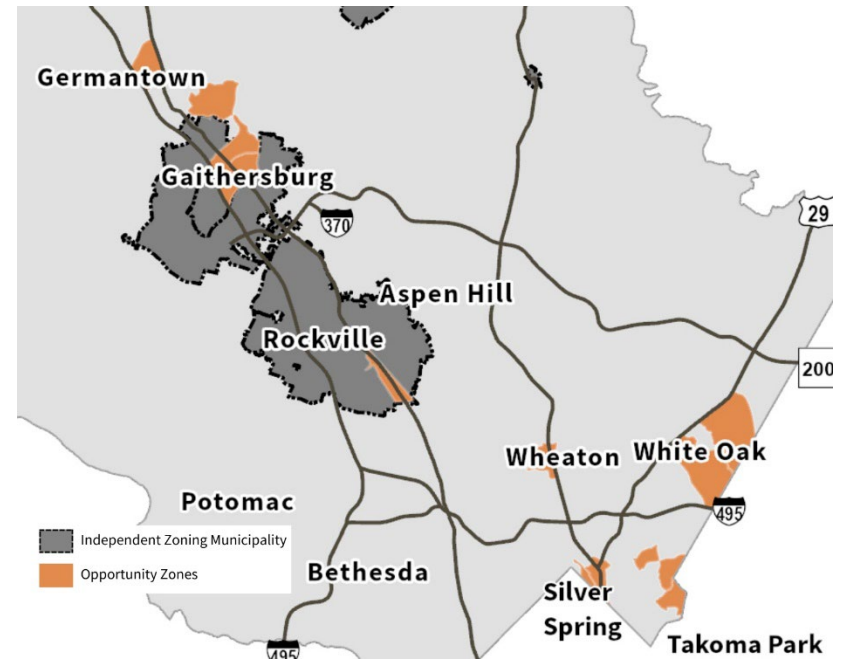 Germantown
Gaithersburg
370
29
Aspen Hill
Rockville
200
Wheaton
White Oak
Potomac
495
Independent Zoning Municipality
Opportunity Zones
Bethesda
Silver
Spring
Takoma Park
495